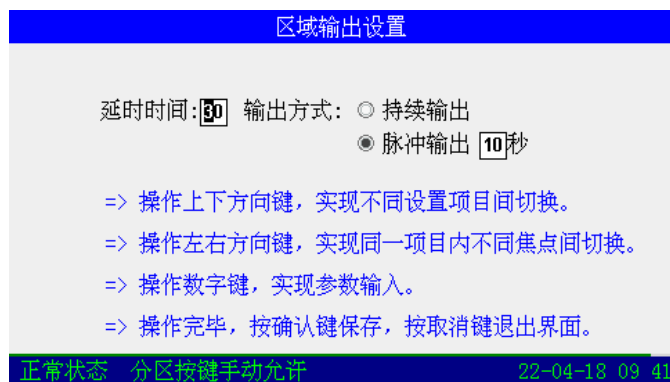 区域输出设置
延时时间:30 输出方式: 持续输出
脉冲输出 10秒
=> 操作上下方向键，实现不同设置项目间切换。
=> 操作左右方向键，实现同一项目内不同焦点间切换。
=> 操作数字键，实现参数输入。
=> 操作完毕，按确认键保存，按取消键退出界面。
正常状态 分区按键手动允许 22-04-18 09 41